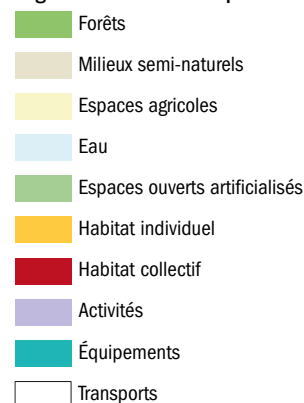 Forêts
Milieux semi-naturels
Espaces agricoles
Eau
Espaces ouverts artificialisés
Habitat individuel
Habitat collectif
Activités
Équipements
Transports